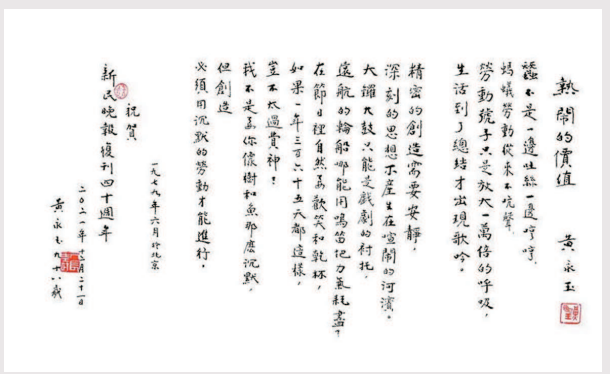 熱鬧的價值
黃永玉
蠶不是一邊吐絲一邊哼哼，
螞蟻勞動從來不吭聲，
勞動號子只是放大一萬倍的呼吸，
生活到了總結才出現歌吟。
精密的創造需要安靜，
深刻的思想不產生在喧鬧的河濱。
大鑼大鼓只能是戲劇的襯托，
遠航的輪船哪能用鳴笛把力氣耗盡？
在節日裡自然要歡笑和乾杯，
如果一年三百六十五天都這樣，
豈不太過費神？
我不是要你像樹和魚那麼沉默，
但創造
必須用沉默的勞動才能進行。
一九七九年六月於北京
祝賀
新民晚報復刊四十週年
二〇二一年十二月二十一日
黃永玉九十八歲